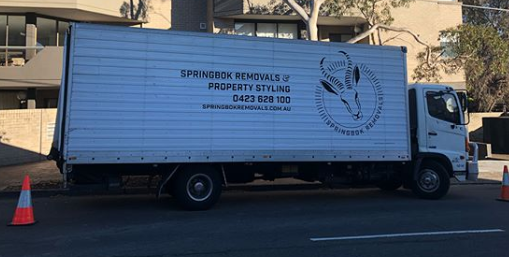 SPRINGBOK REMOVALS &
PROPERTY STYLING
0423 628 100
SPRINGBOKREMOVALS.COM.AU
SPRINGBOK REMOVALS